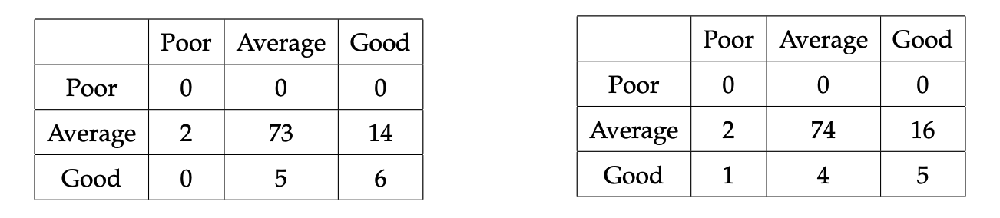 Poor Average Good
Poor 0 0 0
Average 2 73 14
Good 0 5 6
Poor Average Good
Poor 0 0 0
Average 2 74 16
Good 1 4 5